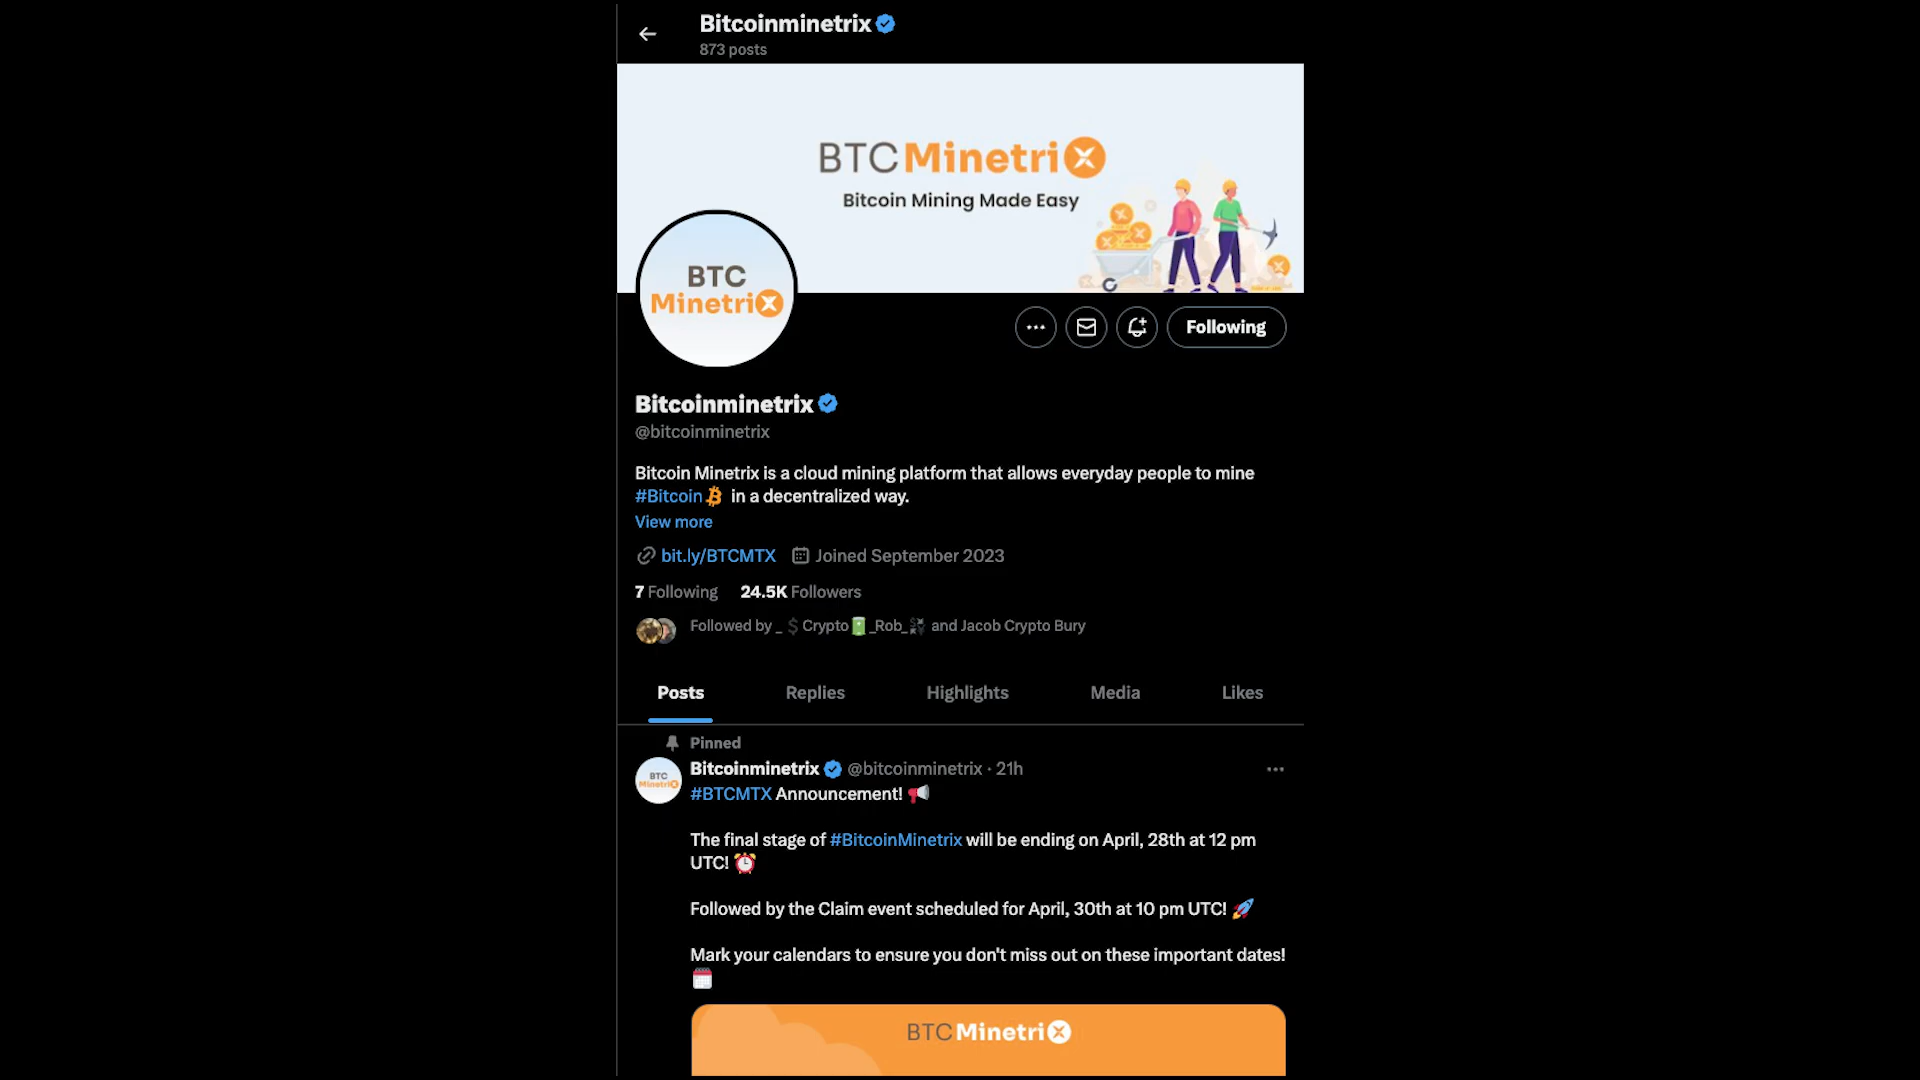 Bitcoinminetrix
873 posts
BTC MinetriX
Bitcoin Mining Made Easy
BTC
MinetriX
Following
Bitcoinminetrix
@bitcoinminetrix
Bitcoin Minetrix is a cloud mining platform that allows everyday people to mine
#Bitcoin in a decentralized way.
View more
bit.ly/BTCMTX Joined September 2023
7 Following 24.5K Followers
Followed by _ $Crypto🔋_Rob_ and Jacob Crypto Bury
Posts Replies Highlights Media Likes
Pinned
Bitcoinminetrix @bitcoinminetrix · 21h
BTC
MinetriX
#BTCMTX Announcement! 📢
The final stage of #BitcoinMinetrix will be ending on April, 28th at 12 pm
UTC! ⏰
Followed by the Claim event scheduled for April, 30th at 10 pm UTC! 🚀
Mark your calendars to ensure you don't miss out on these important dates!
🗓️
BTC MinetriX